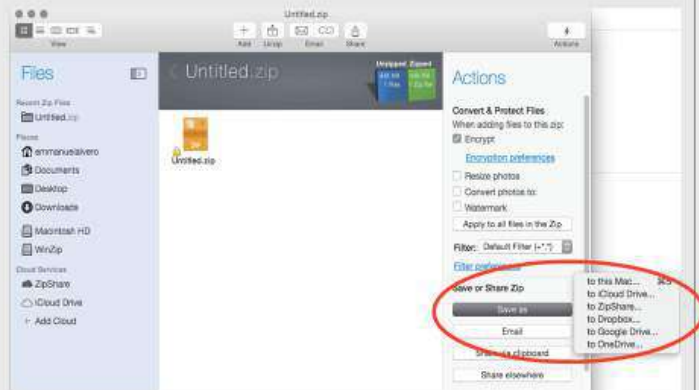 Untitled.zip
View
Add
Unzip
Email
Share
Actions
Files
Untitled.zip
Unzipped Zipped
1 Files
Recent Zip Files
Untitled.zip
Places
emmanuelalvero
Documents
Desktop
Downloads
Macintosh HD
WinZip
Cloud Services
ZipShare
iCloud Drive
+ Add Cloud
ZIP
Untitled.zip
Actions
Convert & Protect Files
When adding files to this zip:
Encrypt
Encryption preferences
Resize photos
Convert photos to:
Watermark
Apply to all files in the Zip
Filter: Default Filter (+*.*)
Filter preferences
Save or Share Zip
Save as
Email
Share via clipboard
Share elsewhere
to this Mac... ⌘S
to iCloud Drive...
to ZipShare...
to Dropbox...
to Google Drive...
to OneDrive...